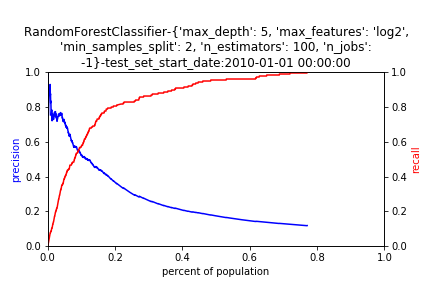 RandomForestClassifier-{'max_depth': 5, 'max_features': 'log2',
'min_samples_split': 2, 'n_estimators': 100, 'n_jobs':
-1}-test_set_start_date:2010-01-01 00:00:00
1.0
0.8
0.6
0.4
0.2
0.0
precision
1.0
0.8
0.6
0.4
0.2
0.0
recall
0.0 0.2 0.4 0.6 0.8 1.0
percent of population